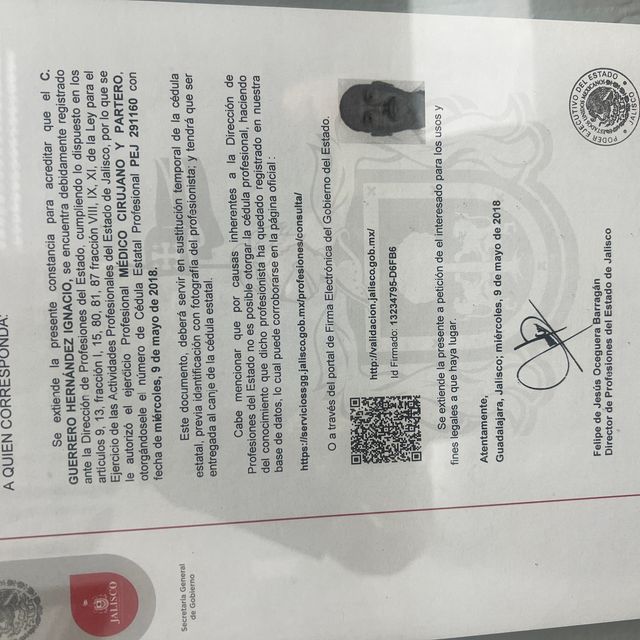 A QUIEN CORRESPONDA:
Se extiende la presente constancia para acreditar que el C.
GUERRERO HERNÁNDEZ IGNACIO, se encuentra debidamente registrado
ante la Dirección de Profesiones del Estado, cumpliendo lo dispuesto en los
artículos 9, 13, fracción I, 15, 80, 81, 87 fracción VIII, IX, XI, de la Ley para el
Ejercicio de las Actividades Profesionales del Estado de Jalisco, por lo que se
le autorizó el ejercicio Profesional MÉDICO CIRUJANO Y PARTERO,
otorgándosele el número de Cédula Estatal Profesional PEJ 291160 con
fecha de miércoles, 9 de mayo de 2018.
Este documento, deberá servir en sustitución temporal de la cédula
estatal, previa identificación con fotografía del profesionista; y tendrá que ser
entregada al canje de la cédula estatal.
Cabe mencionar que por causas inherentes a la Dirección de
Profesiones del Estado no es posible otorgar la cédula profesional, haciendo
del conocimiento que dicho profesionista ha quedado registrado en nuestra
base de datos, lo cual puede corroborarse en la página oficial :
https://serviciossgg.jalisco.gob.mx/profesiones/consulta/
O a través del portal de Firma Electrónica del Gobierno del Estado.
http://validacion.jalisco.gob.mx/
Id Firmado: 13234795-D6FB6
Se extiende la presente a petición del interesado para los usos y
fines legales a que haya lugar.
Atentamente,
Guadalajara, Jalisco; miércoles, 9 de mayo de 2018
Felipe de Jesús Oceguera Barragán
Director de Profesiones del Estado de Jalisco
JALISCO
Secretaría General
de Gobierno
PODER EJECUTIVO DEL ESTADO
JALISCO
ESTADOS UNIDOS MEXICANOS